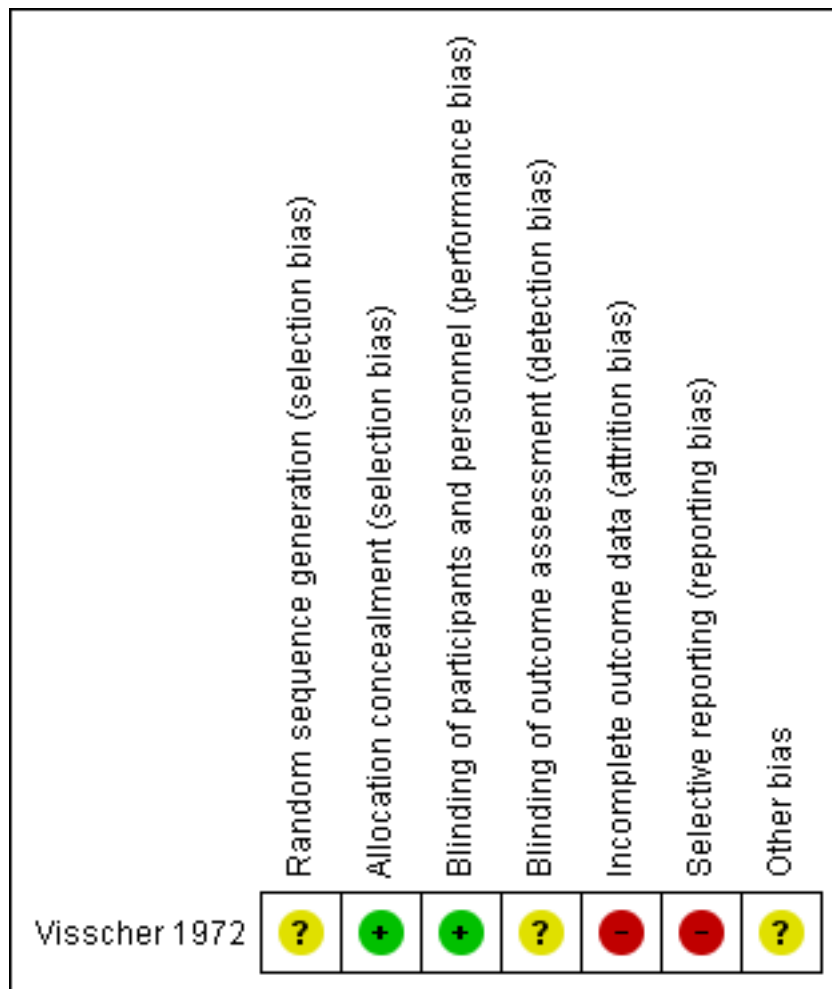 Random sequence generation (selection bias)
Allocation concealment (selection bias)
Blinding of participants and personnel (performance bias)
Blinding of outcome assessment (detection bias)
Incomplete outcome data (attrition bias)
Selective reporting (reporting bias)
Other bias
Visscher 1972 ? + + ? - - ?